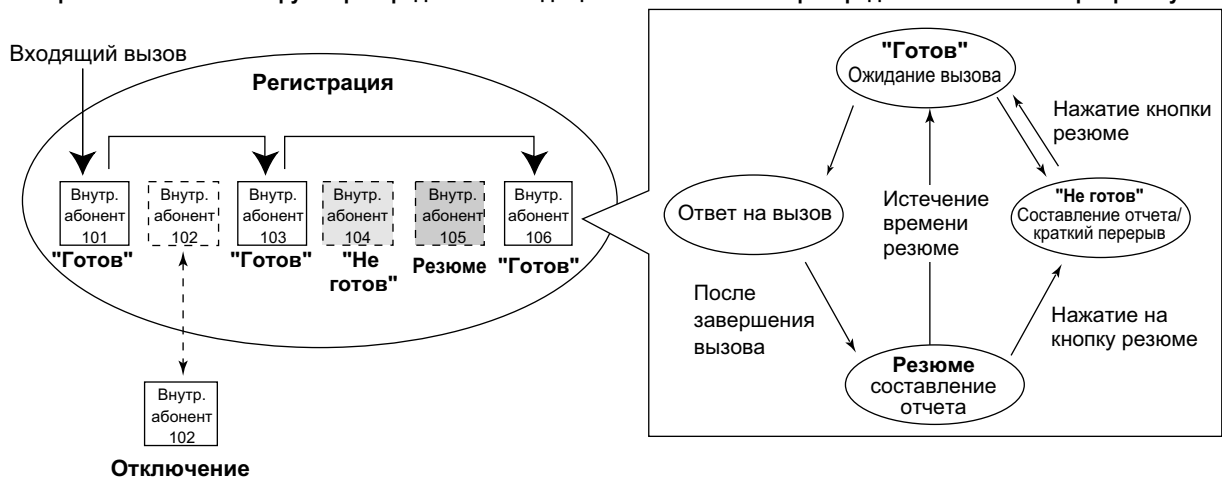 Входящий вызов
Регистрация
Внутр.
абонент
101
"Готов"
Внутр.
абонент
102
Внутр.
абонент
103
"Готов"
Внутр.
абонент
104
"Не
готов"
Внутр.
абонент
105
Резюме
Внутр.
абонент
106
"Готов"
Внутр.
абонент
102
Отключение
"Готов"
Ожидание вызова
Нажатие кнопки
резюме
Ответ на вызов
Истечение
времени
резюме
"Не готов"
Составление отчета/
краткий перерыв
После
завершения
вызова
Нажатие на
кнопку резюме
Резюме
составление
отчета